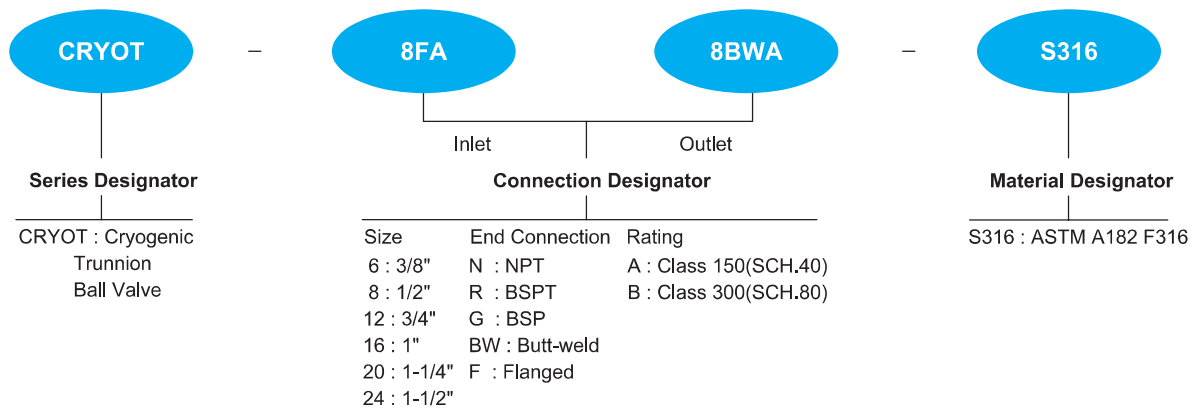 CRYOT – 8FA 8BWA – S316
Inlet Outlet
Series Designator Connection Designator Material Designator
CRYOT : Cryogenic
Trunnion
Ball Valve
Size End Connection Rating
6 : 3/8" N : NPT A : Class 150(SCH.40)
8 : 1/2" R : BSPT B : Class 300(SCH.80)
12 : 3/4" G : BSP
16 : 1" BW : Butt-weld
20 : 1-1/4" F : Flanged
24 : 1-1/2"
S316 : ASTM A182 F316